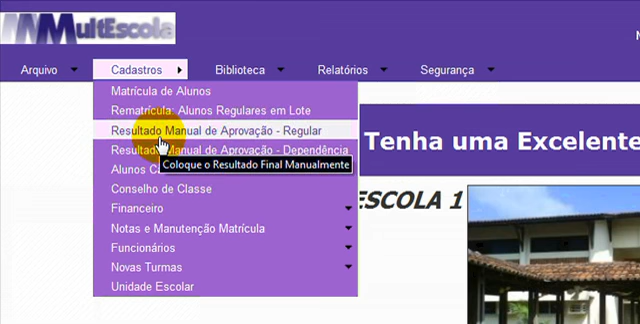 MultEscola
Arquivo Cadastros Biblioteca Relatórios Segurança
Matrícula de Alunos
Rematrícula: Alunos Regulares em Lote
Resultado Manual de Aprovação - Regular
Tenha uma Excelente
Resultado Manual de Aprovação - Dependência
Coloque o Resultado Final Manualmente
Alunos
Conselho de Classe
ESCOLA 1
Financeiro
Notas e Manutenção Matrícula
Funcionários
Novas Turmas
Unidade Escolar